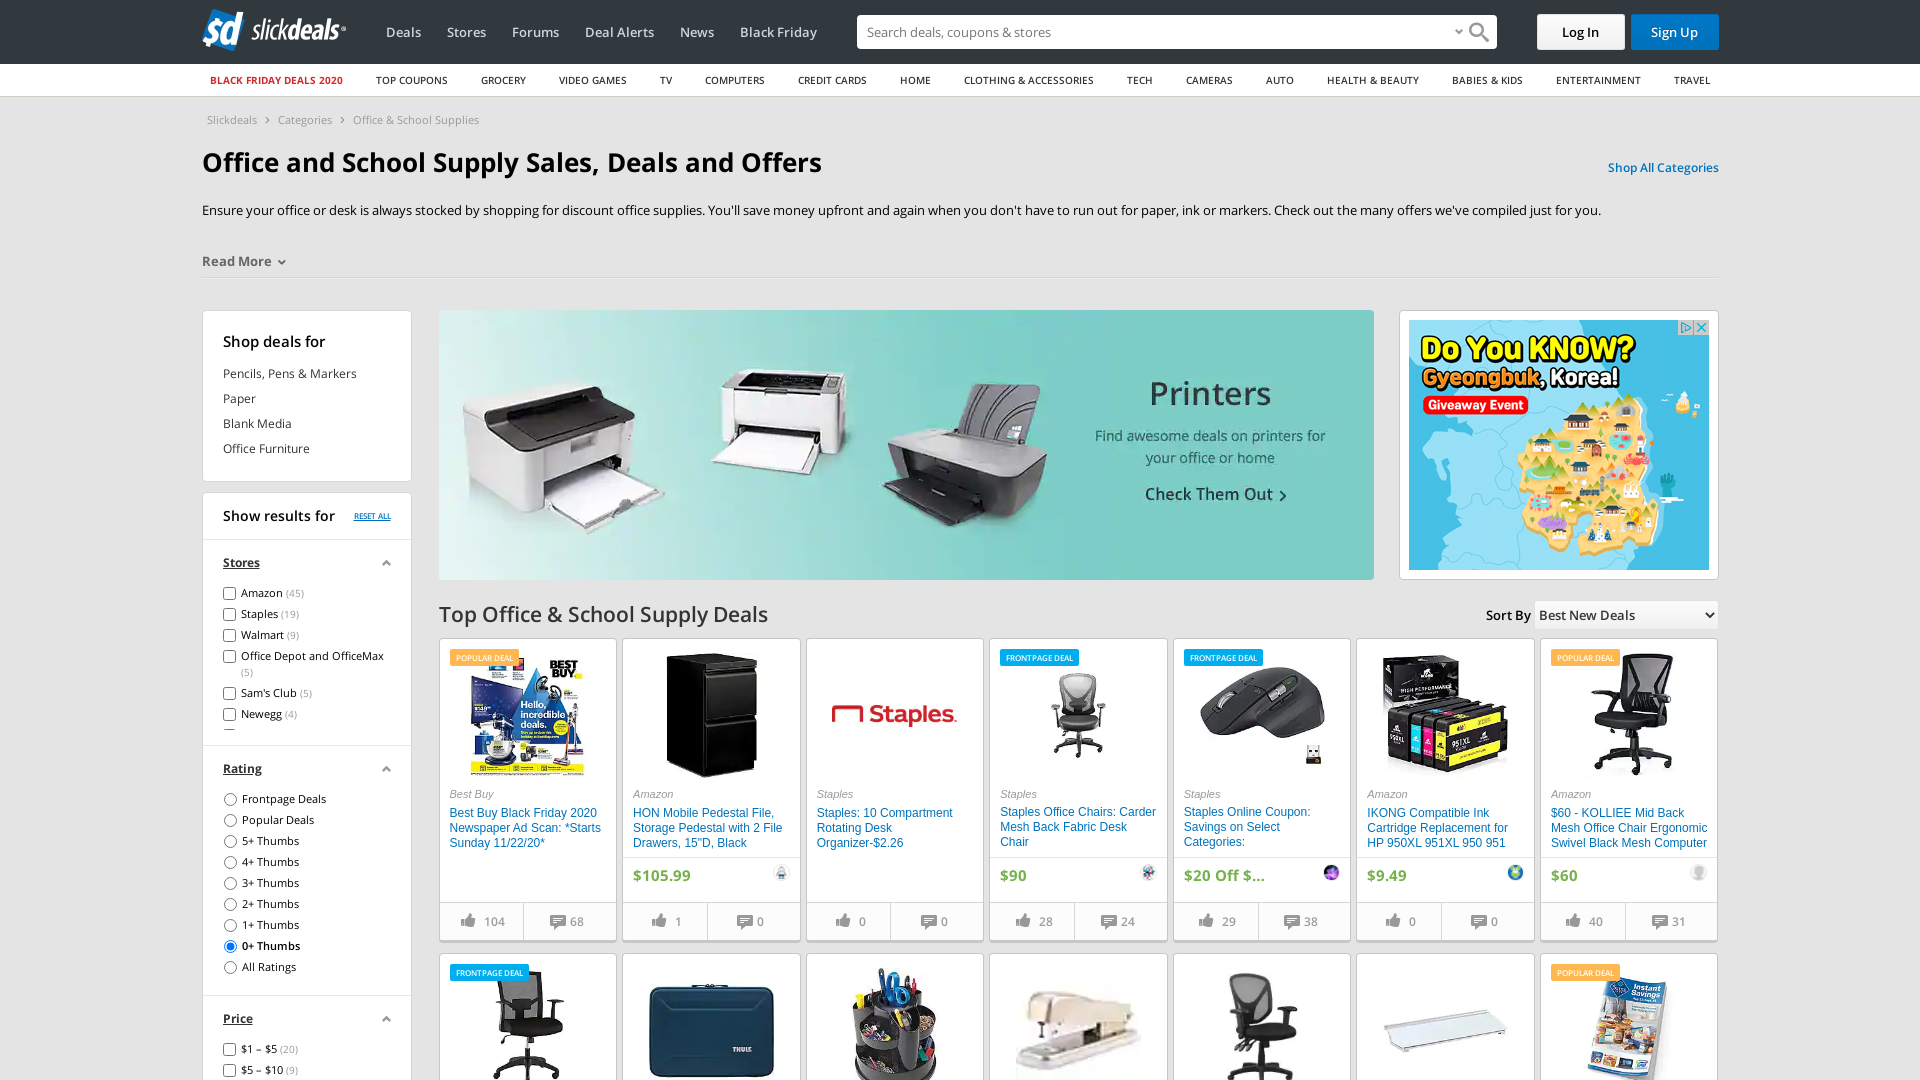 sd slickdeals
Deals
Stores
Forums
Deal Alerts
News
Black Friday
Search deals, coupons & stores
Log In
Sign Up
BLACK FRIDAY DEALS 2020
TOP COUPONS
GROCERY
VIDEO GAMES
TV
COMPUTERS
CREDIT CARDS
HOME
CLOTHING & ACCESSORIES
TECH
CAMERAS
AUTO
HEALTH & BEAUTY
BABIES & KIDS
ENTERTAINMENT
TRAVEL
Slickdeals > Categories > Office & School Supplies
Office and School Supply Sales, Deals and Offers
Shop All Categories
Ensure your office or desk is always stocked by shopping for discount office supplies. You'll save money upfront and again when you don't have to run out for paper, ink or markers. Check out the many offers we've compiled just for you.
Read More
Shop deals for
Pencils, Pens & Markers
Paper
Blank Media
Office Furniture
Show results for
RESET ALL
Stores
Amazon (45)
Staples (19)
Walmart (9)
Office Depot and OfficeMax
(5)
Sam's Club (5)
Newegg (4)
Rating
Frontpage Deals
Popular Deals
5+ Thumbs
4+ Thumbs
3+ Thumbs
2+ Thumbs
1+ Thumbs
0+ Thumbs
All Ratings
Price
$1 – $5 (20)
$5 – $10 (9)
Printers
Find awesome deals on printers for
your office or home
Check Them Out >
Do You KNOW?
Gyeongbuk, Korea!
Giveaway Event
Top Office & School Supply Deals
Sort By
Best New Deals
POPULAR DEAL
BEST
BUY
Hello,
incredible
deals.
Best Buy
Best Buy Black Friday 2020
Newspaper Ad Scan: *Starts
Sunday 11/22/20*
104
68
Amazon
HON Mobile Pedestal File,
Storage Pedestal with 2 File
Drawers, 15"D, Black
$105.99
1
0
Staples.
Staples
Staples: 10 Compartment
Rotating Desk
Organizer-$2.26
0
0
FRONTPAGE DEAL
Staples
Staples Office Chairs: Carder
Mesh Back Fabric Desk
Chair
$90
28
24
FRONTPAGE DEAL
Staples
Staples Online Coupon:
Savings on Select
Categories:
$20 Off $...
29
38
HIGH PERFORMANCE
950XL
951XL
Amazon
IKONG Compatible Ink
Cartridge Replacement for
HP 950XL 951XL 950 951
$9.49
0
0
POPULAR DEAL
Amazon
$60 - KOLLIEE Mid Back
Mesh Office Chair Ergonomic
Swivel Black Mesh Computer
$60
40
31
FRONTPAGE DEAL
THULE
POPULAR DEAL
Instant
Savings